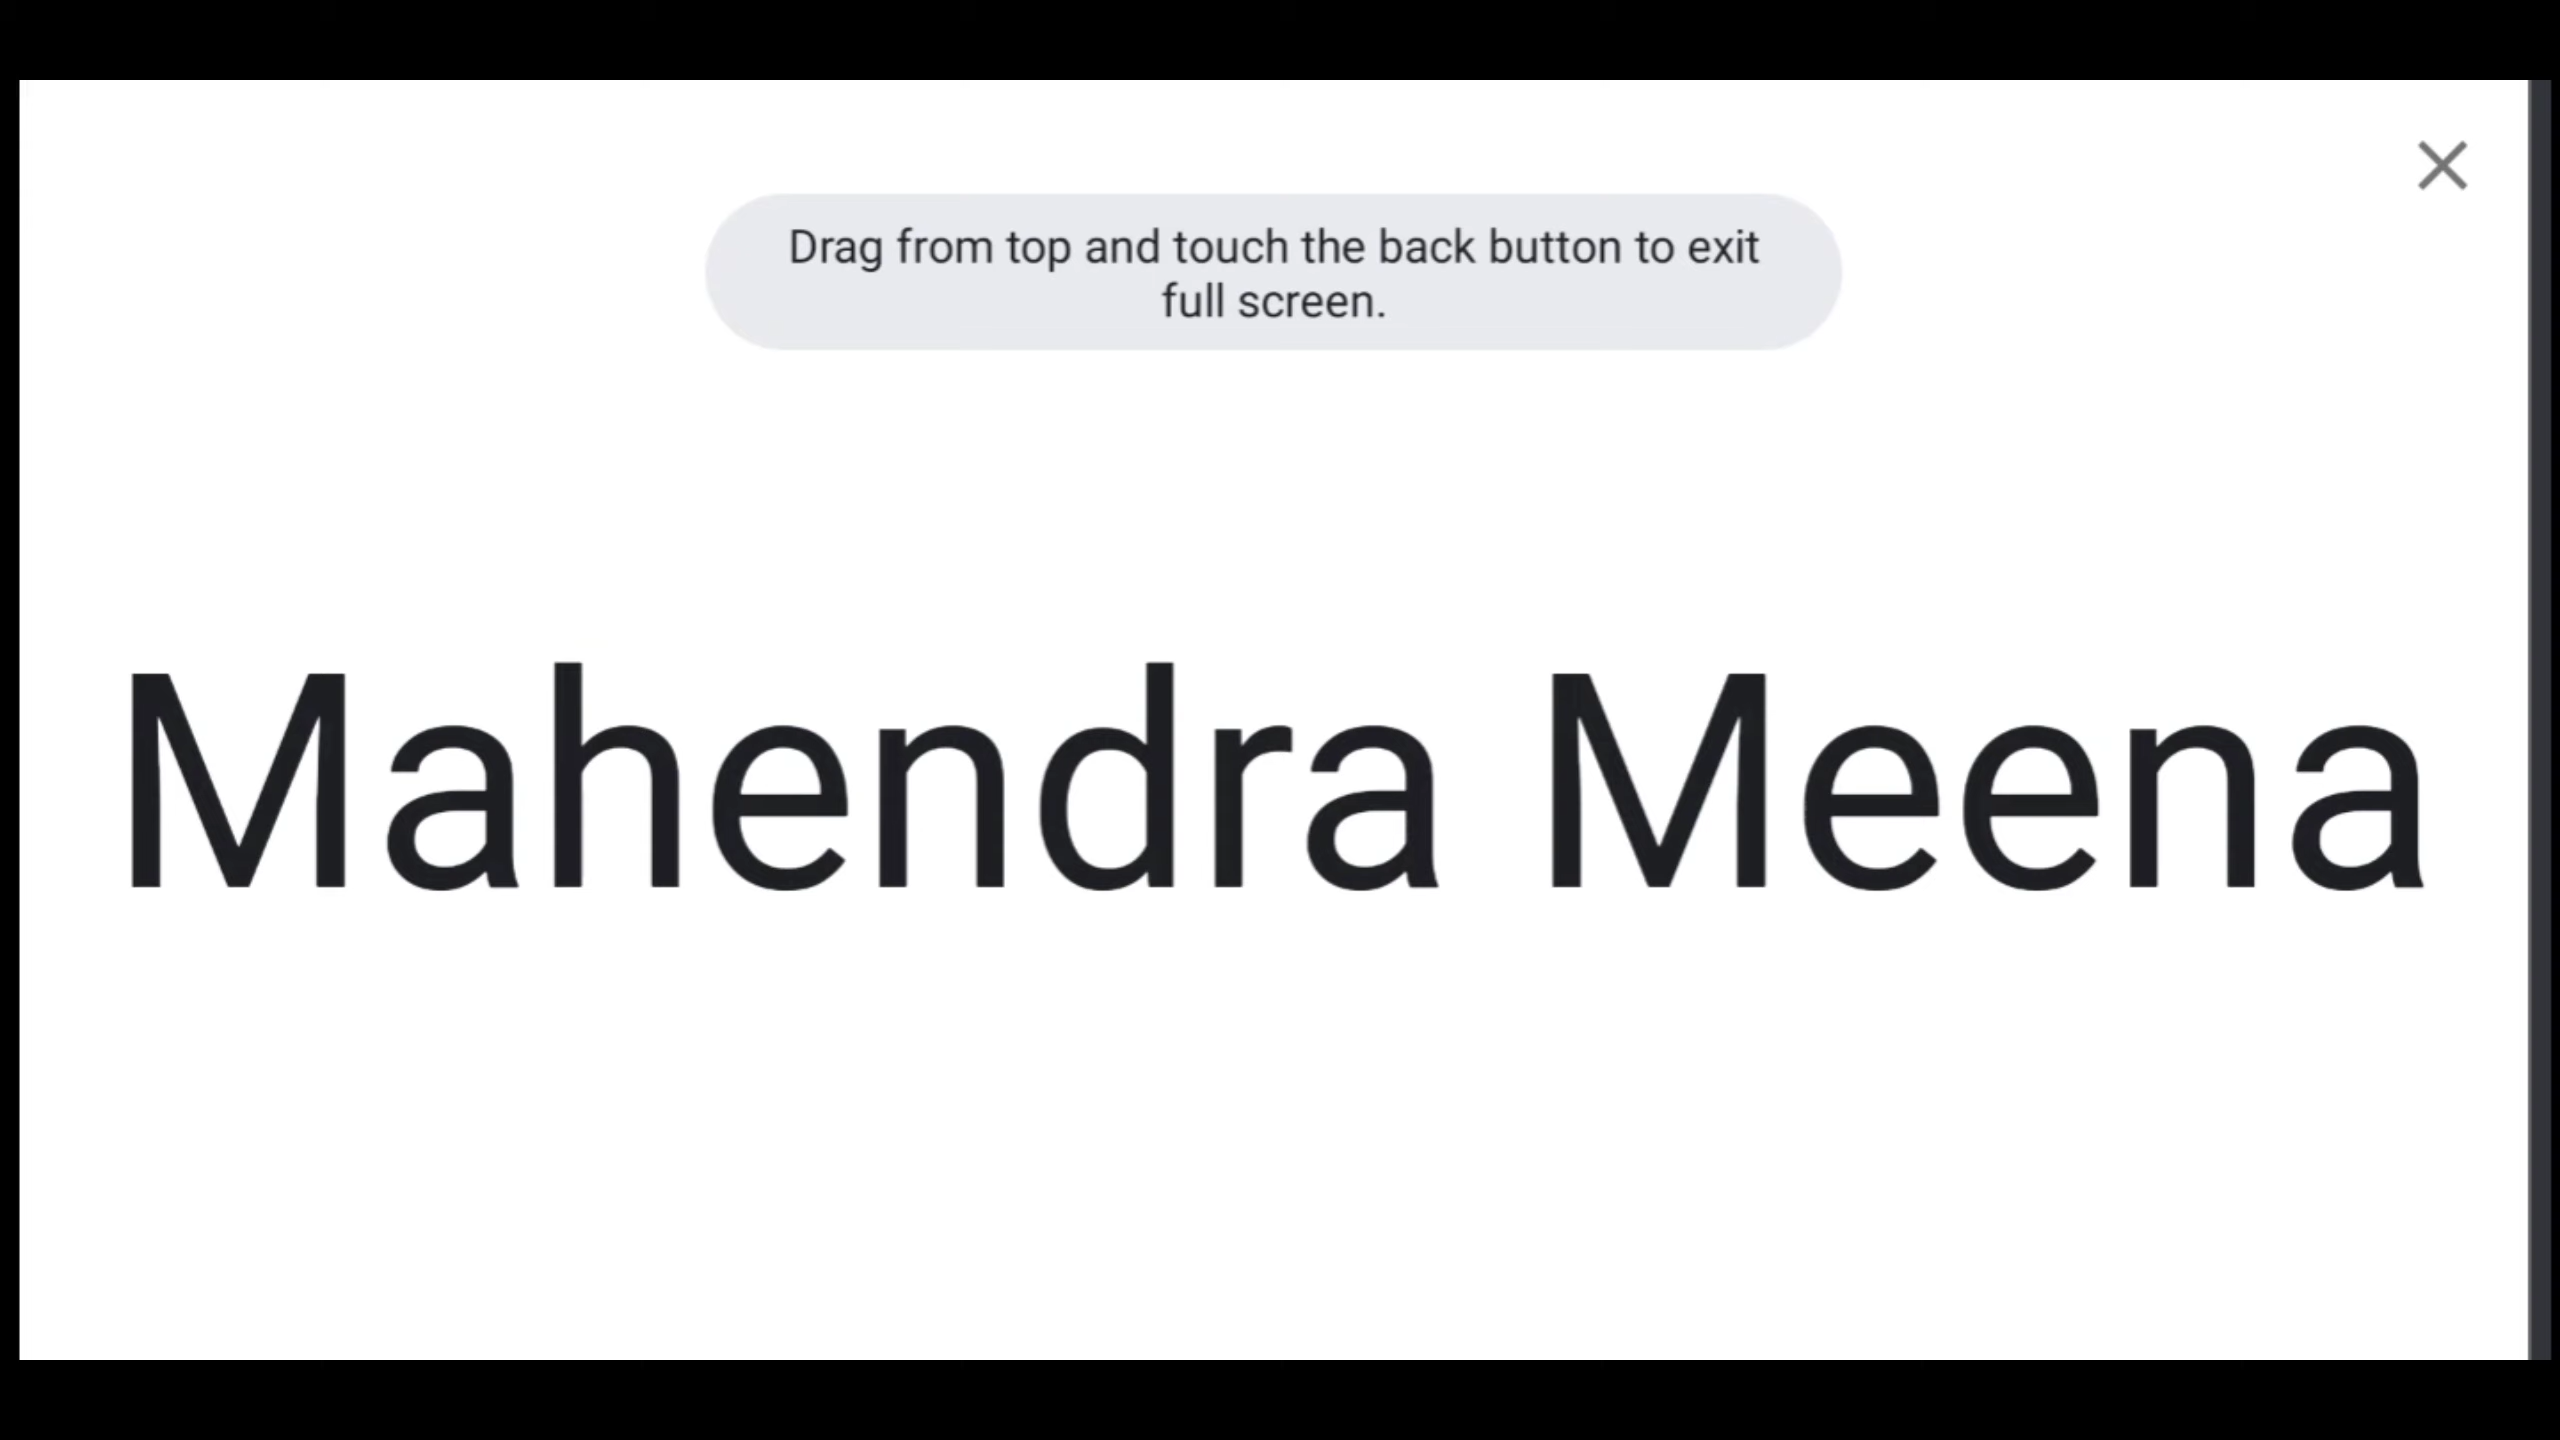 Drag from top and touch the back button to exit
full screen.
Mahendra Meena